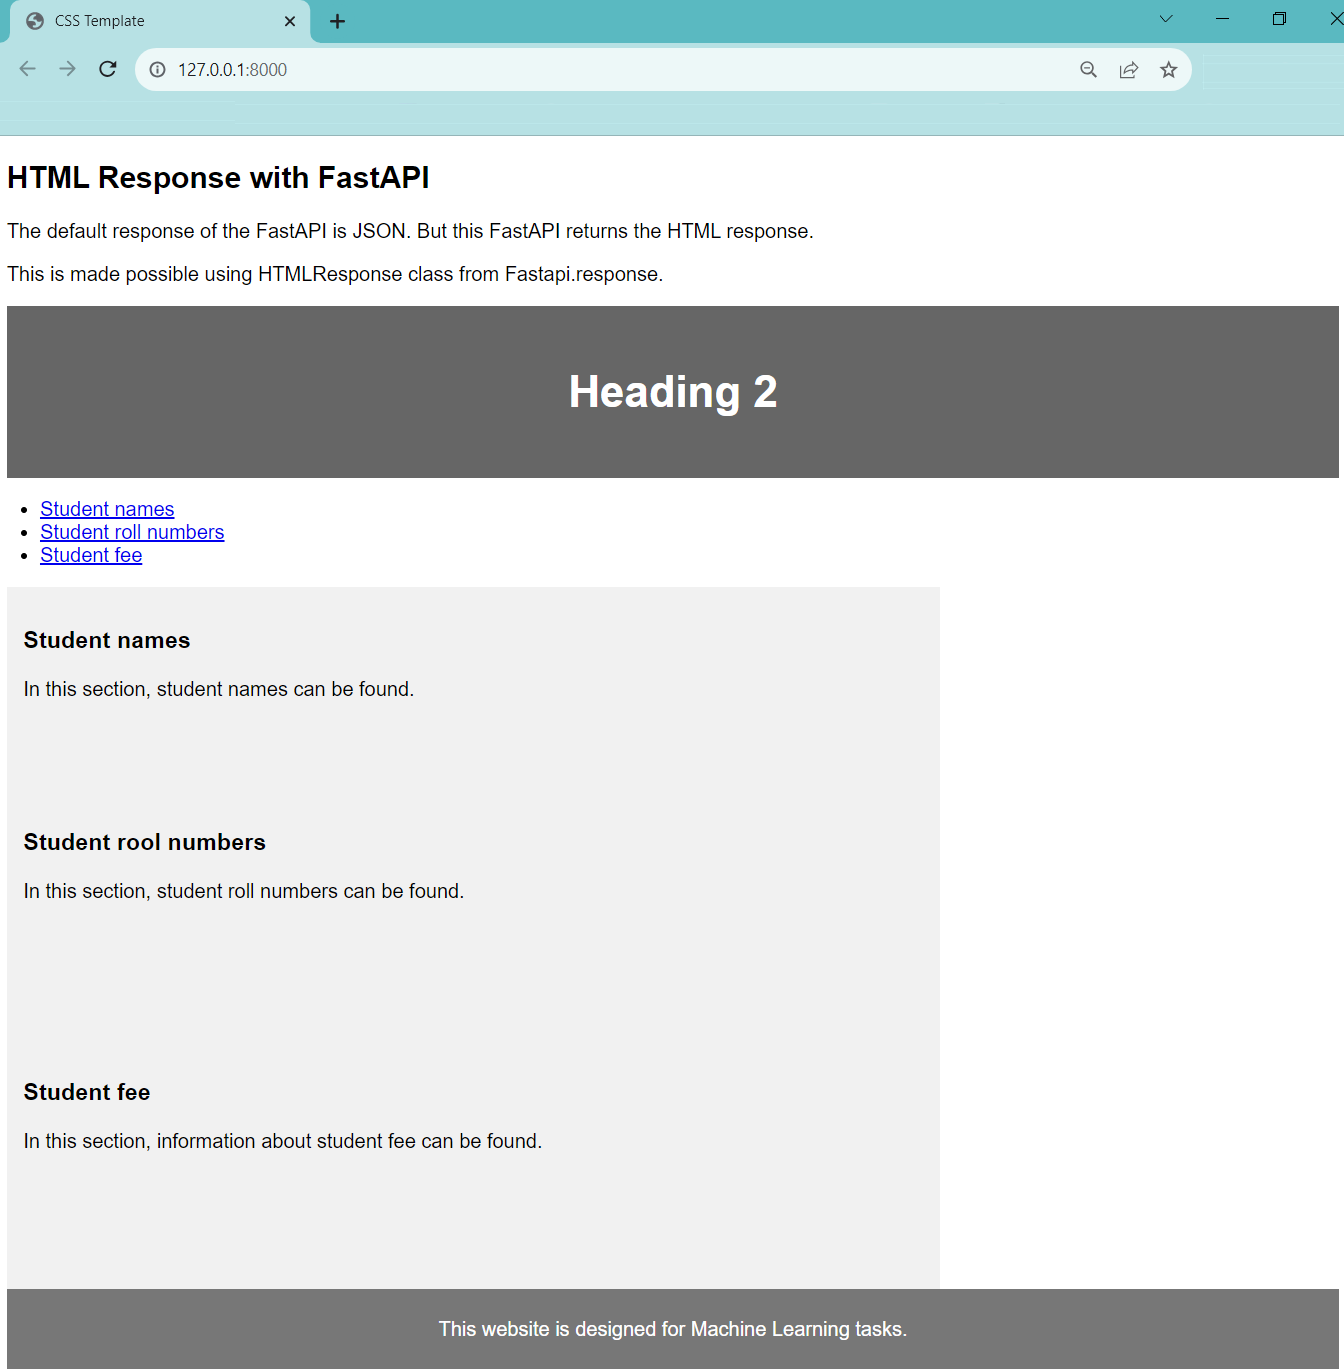 CSS Template
127.0.0.1:8000
HTML Response with FastAPI
The default response of the FastAPI is JSON. But this FastAPI returns the HTML response.
This is made possible using HTMLResponse class from Fastapi.response.
Heading 2
Student names
Student roll numbers
Student fee
Student names
In this section, student names can be found.
Student rool numbers
In this section, student roll numbers can be found.
Student fee
In this section, information about student fee can be found.
This website is designed for Machine Learning tasks.